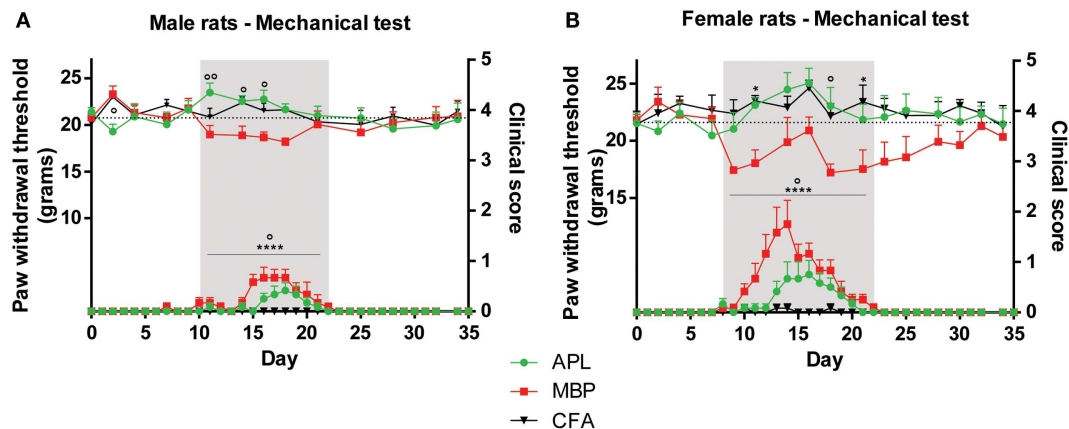 A
Male rats - Mechanical test
Paw withdrawal threshold
(grams)
25
20
15
10
5
4
3
2
1
0
Clinical score
°°
°
°
°
°
****
0 5 10 15 20 25 30 35
Day
B
Female rats - Mechanical test
Paw withdrawal threshold
(grams)
25
20
15
5
4
3
2
1
0
Clinical score
*
°
*
°
****
0 5 10 15 20 25 30 35
Day
APL
MBP
CFA